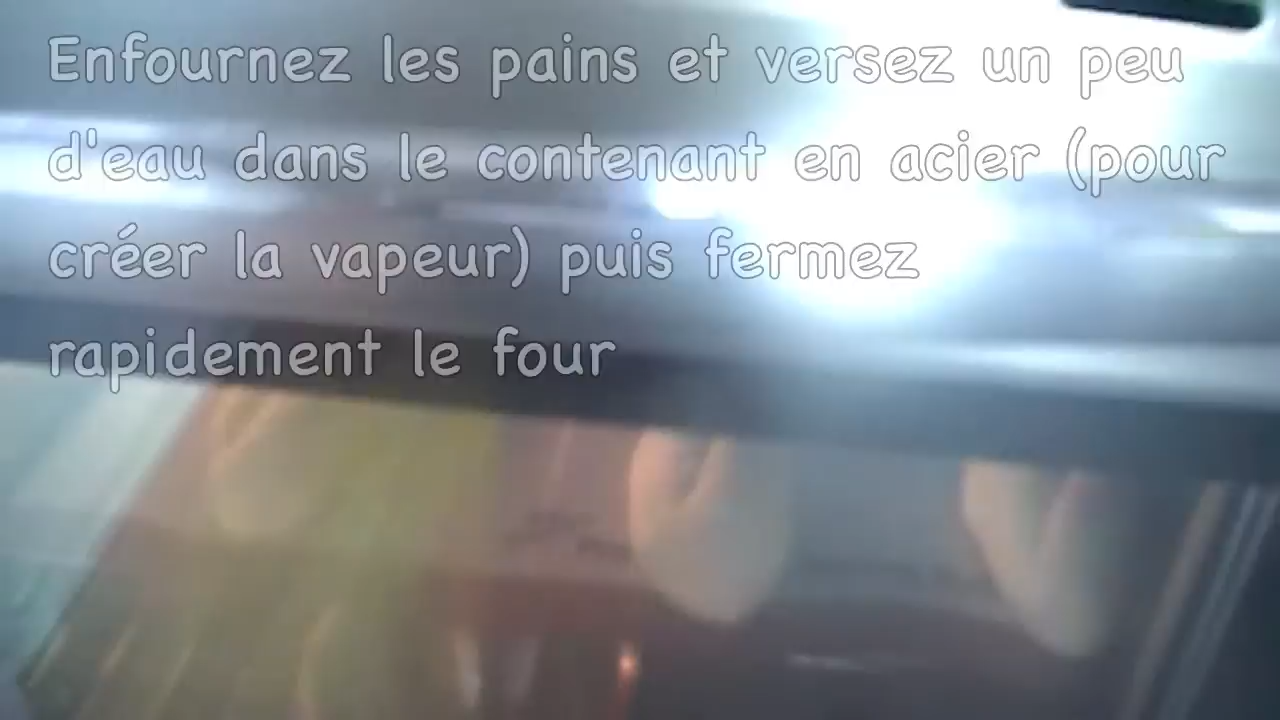 Enfournez les pains et versez un peu
d'eau dans le contenant en acier (pour
créer la vapeur) puis fermez
rapidement le four